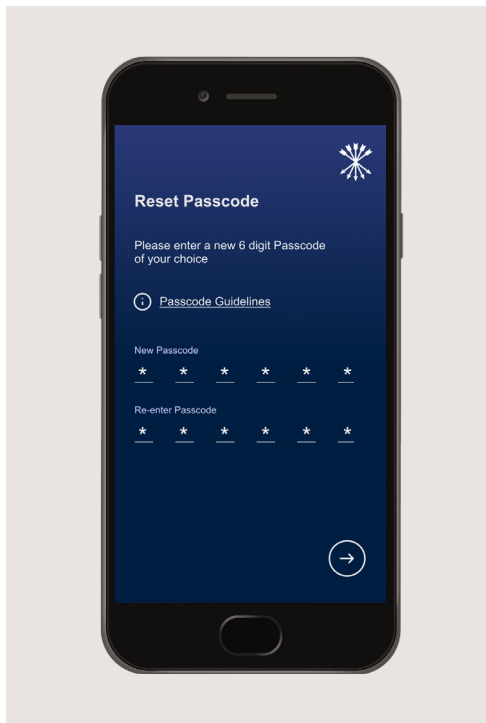 Reset Passcode
Please enter a new 6 digit Passcode
of your choice
Passcode Guidelines
New Passcode
* * * * * *
Re-enter Passcode
* * * * * *